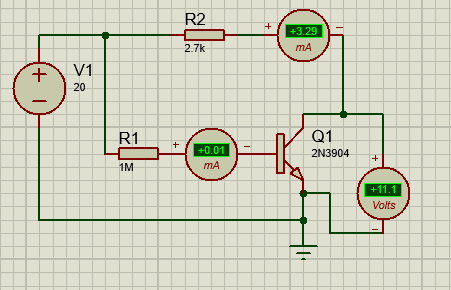 R2
2.7k
+
+3.29
mA
−
V1
20
+
−
R1
1M
+
+0.01
mA
−
Q1
2N3904
+
+11.1
Volts
−